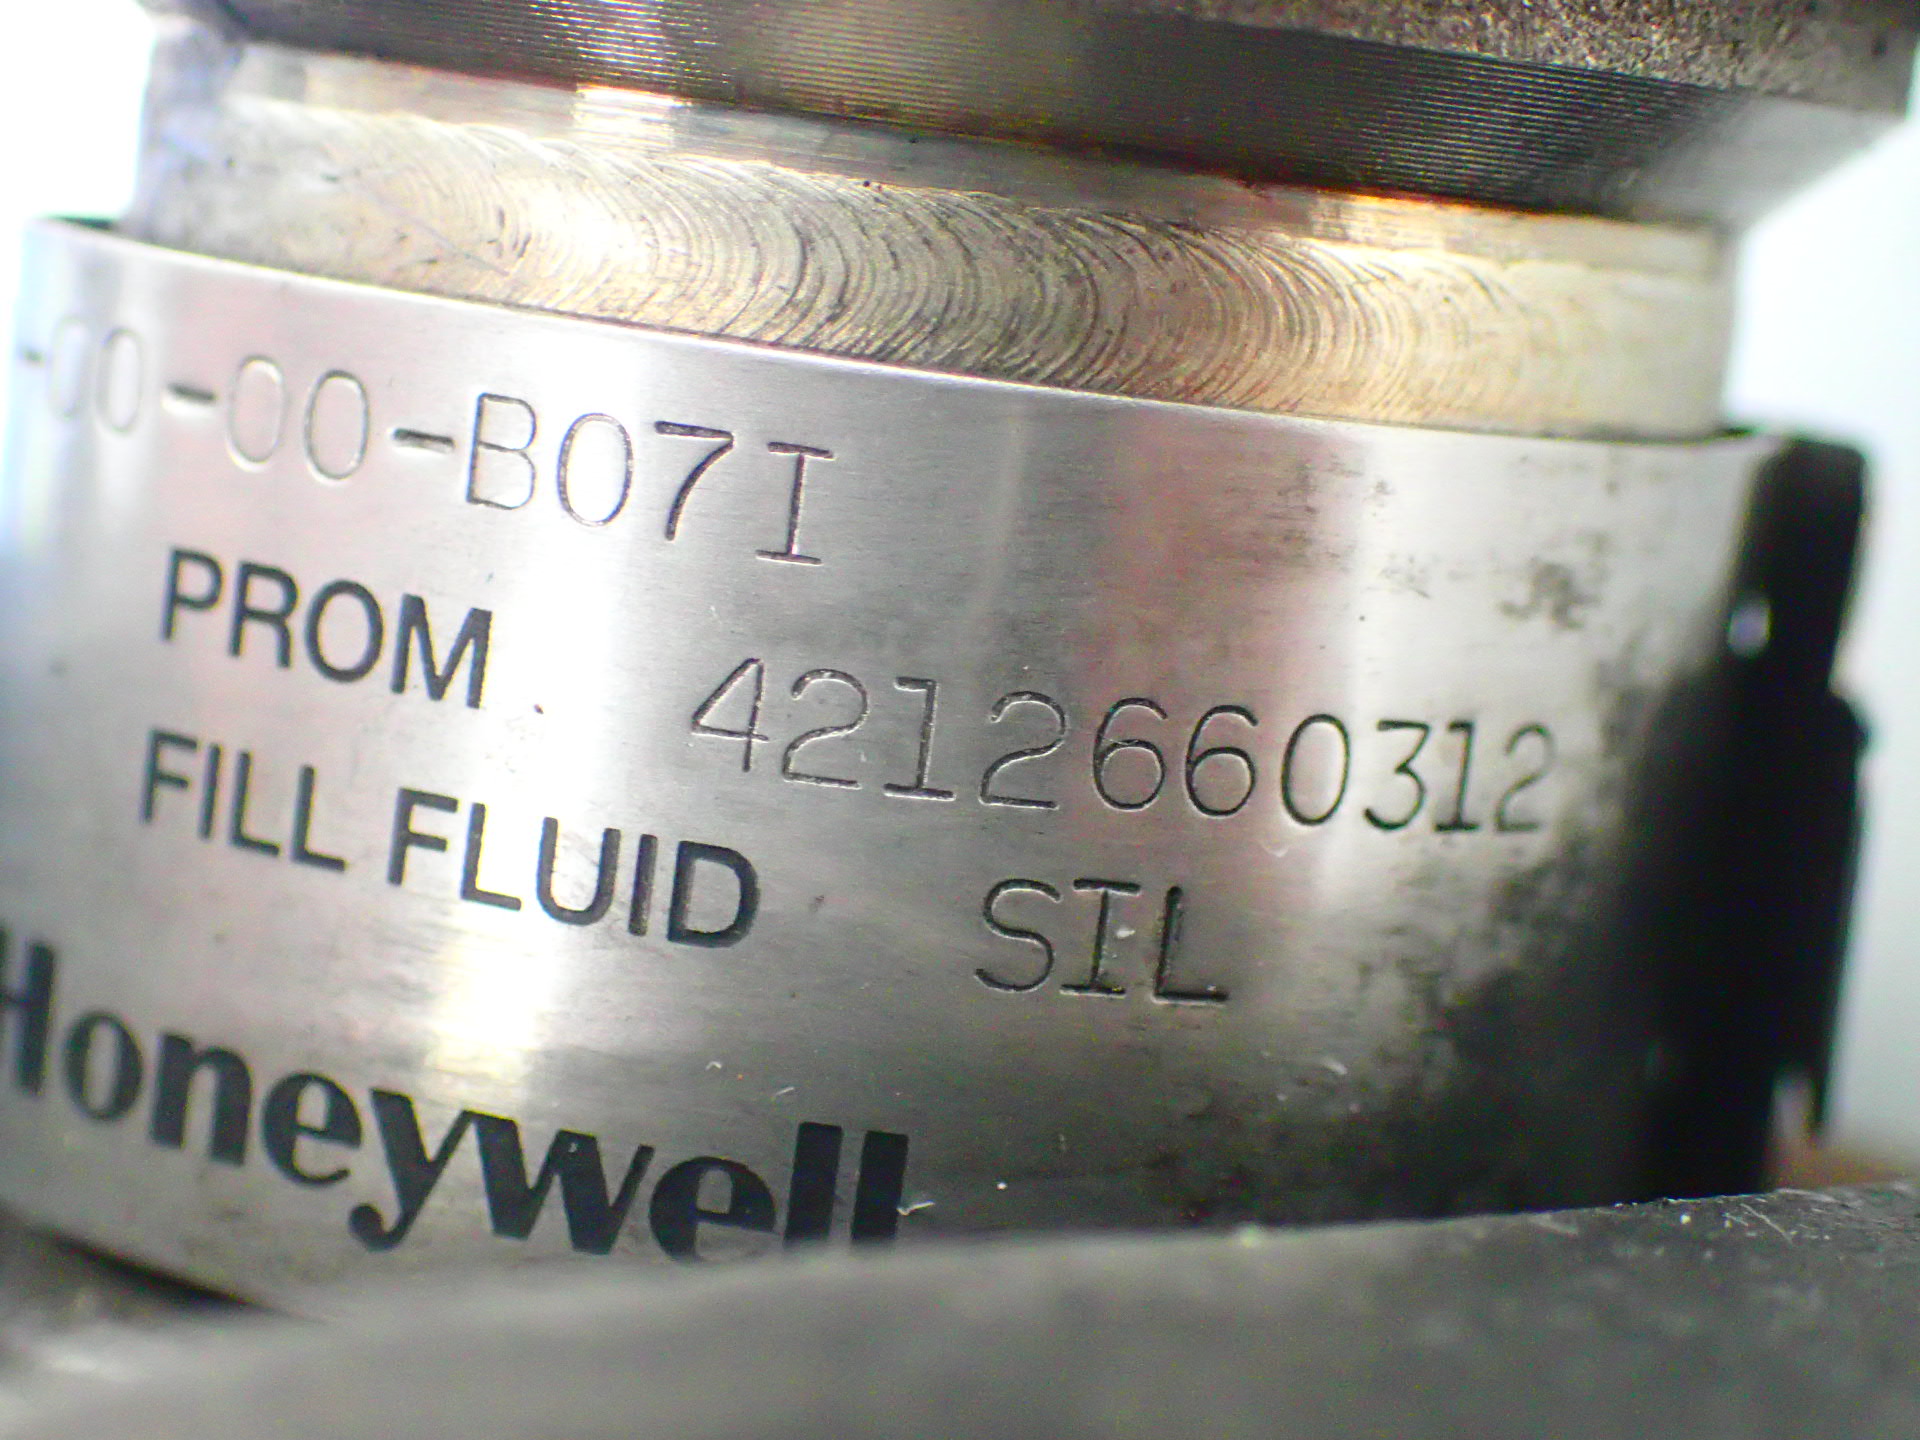 -00-00-B07I
PROM 4212660312
FILL FLUID SIL
Honeywell